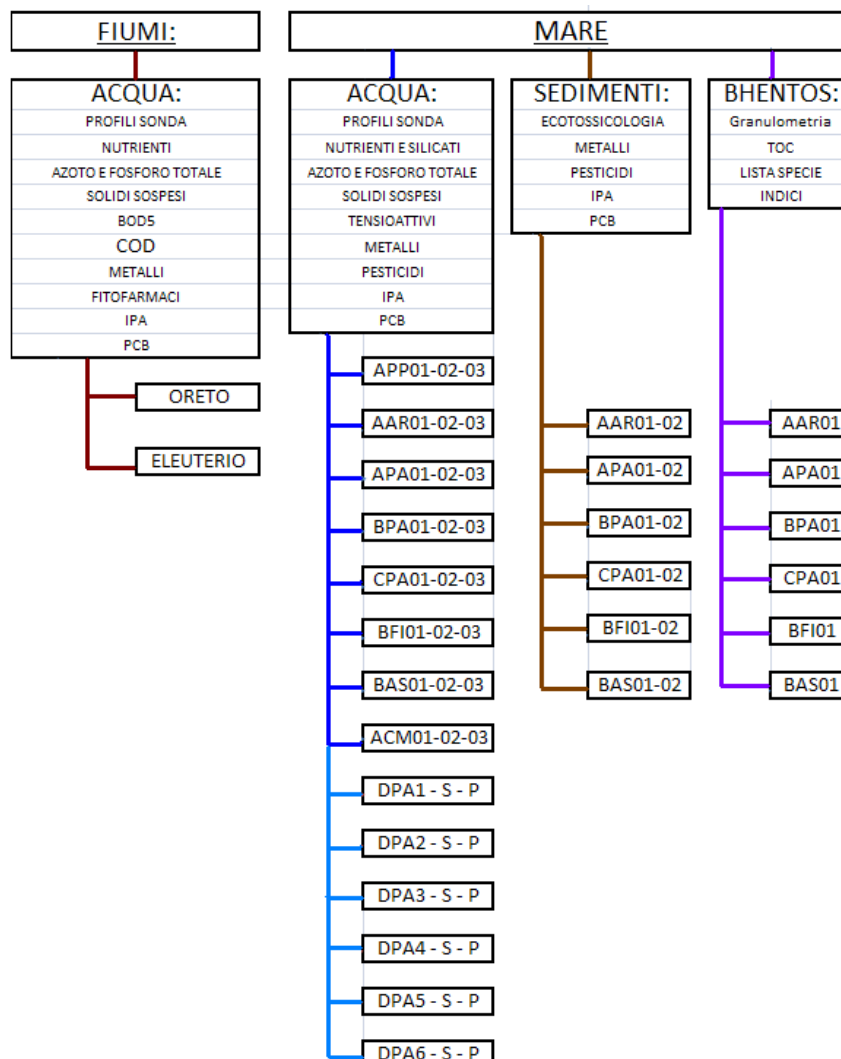 FIUMI:
MARE
ACQUA:
PROFILI SONDA
NUTRIENTI
AZOTO E FOSFORO TOTALE
SOLIDI SOSPESI
BOD5
COD
METALLI
FITOFARMACI
IPA
PCB
ORETO
ELEUTERIO
ACQUA:
PROFILI SONDA
NUTRIENTI E SILICATI
AZOTO E FOSFORO TOTALE
SOLIDI SOSPESI
TENSIOATTIVI
METALLI
PESTICIDI
IPA
PCB
APP01-02-03
AAR01-02-03
APA01-02-03
BPA01-02-03
CPA01-02-03
BFI01-02-03
BAS01-02-03
ACM01-02-03
DPA1 - S - P
DPA2 - S - P
DPA3 - S - P
DPA4 - S - P
DPA5 - S - P
DPA6 - S - P
SEDIMENTI:
ECOTOSSICOLOGIA
METALLI
PESTICIDI
IPA
PCB
AAR01-02
APA01-02
BPA01-02
CPA01-02
BFI01-02
BAS01-02
BHENTOS:
Granulometria
TOC
LISTA SPECIE
INDICI
AAR01
APA01
BPA01
CPA01
BFI01
BAS01